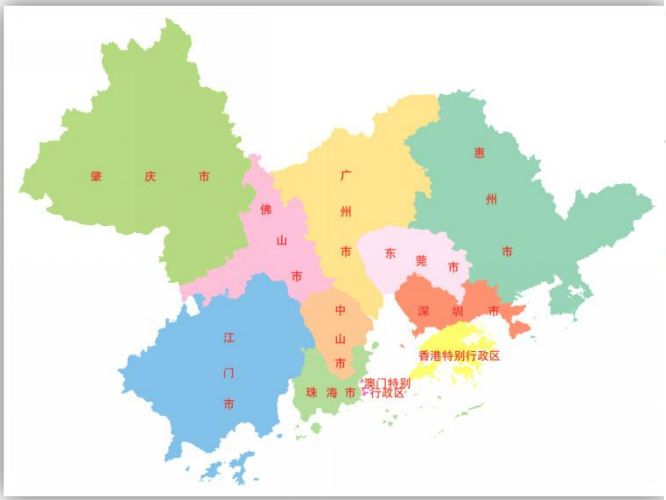 肇庆市
佛山市
广州市
惠州市
东莞市
深圳市
香港特别行政区
中山市
江门市
珠海市
澳门特别
行政区